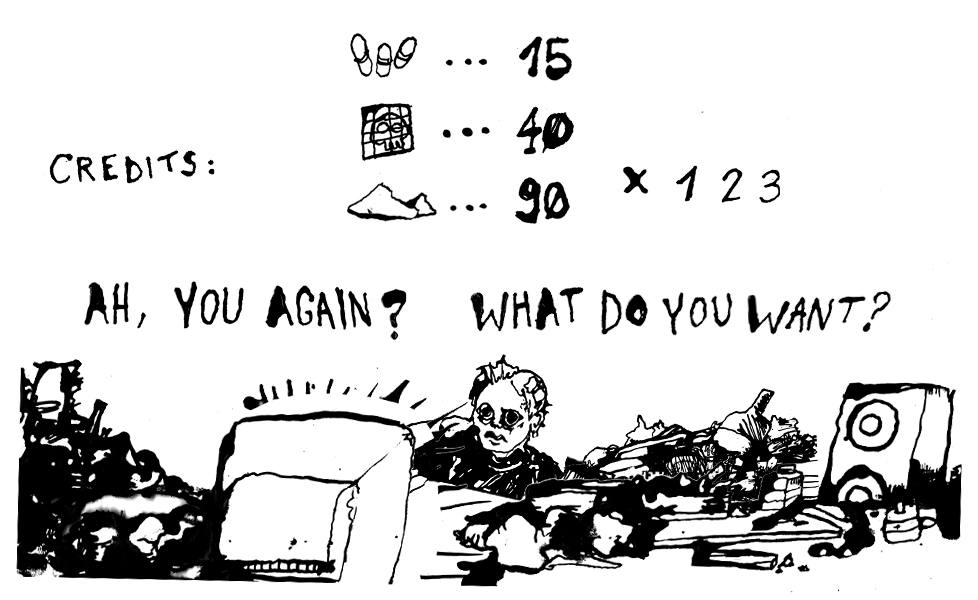 ... 15
... 40
CREDITS:
... 90 x 1 2 3
AH, YOU AGAIN? WHAT DO YOU WANT?